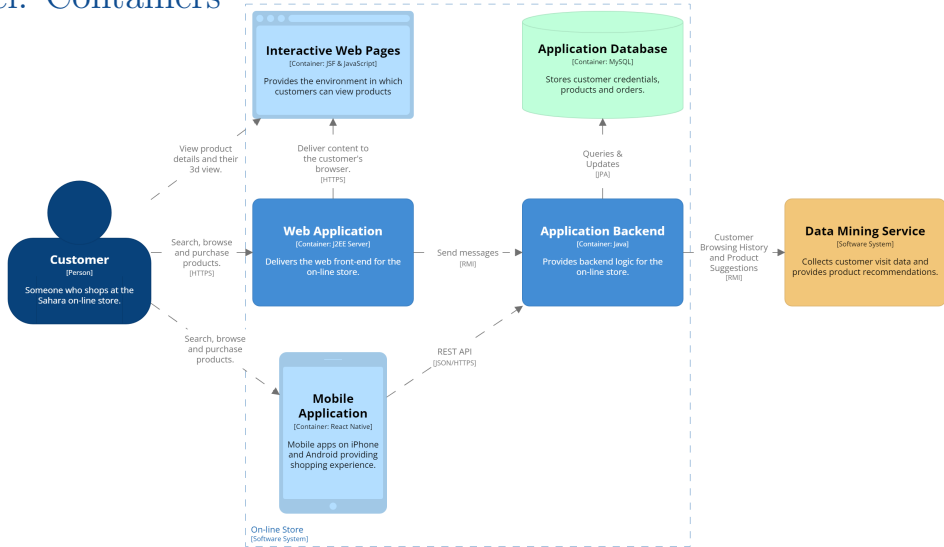 er: Containers
Interactive Web Pages
[Container: JSF & JavaScript]
Provides the environment in which
customers can view products
Application Database
[Container: MySQL]
Stores customer credentials,
products and orders.
View product
details and their
3d view.
Deliver content to
the customer's
browser.
[HTTPS]
Queries &
Updates
[JPA]
Customer
[Person]
Someone who shops at the
Sahara on-line store.
Search, browse
and purchase
products.
[HTTPS]
Web Application
[Container: J2EE Server]
Delivers the web front-end for the
on-line store.
Send messages
[RMI]
Application Backend
[Container: Java]
Provides backend logic for the
on-line store.
Customer
Browsing History
and Product
Suggestions
[RMI]
Data Mining Service
[Software System]
Collects customer visit data and
provides product recommendations.
Search, browse
and purchase
products.
REST API
[JSON/HTTPS]
Mobile
Application
[Container: React Native]
Mobile apps on iPhone
and Android providing
shopping experience.
On-line Store
[Software System]